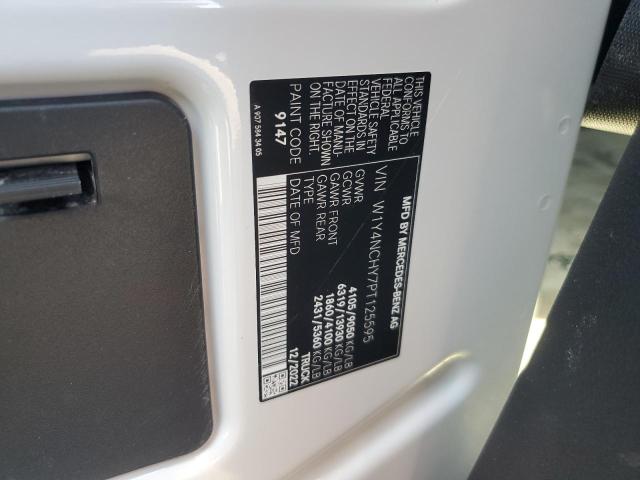 MFD BY MERCEDES-BENZ AG
VIN W1Y4NCHY7PT125595
GVWR 4105/9050 KG/LB
GCWR 6319/13930 KG/LB
GAWR FRONT 1860/4100 KG/LB
GAWR REAR 2431/5360 KG/LB
TYPE TRUCK
DATE OF MFD 12/2022
THIS VEHICLE
CONFORMS TO
ALL APPLICABLE
FEDERAL MOTOR
VEHICLE SAFETY
STANDARDS IN
EFFECT ON THE
DATE OF MANU-
FACTURE SHOWN
ON THE RIGHT.
PAINT CODE
9147
A 907 584 34 05